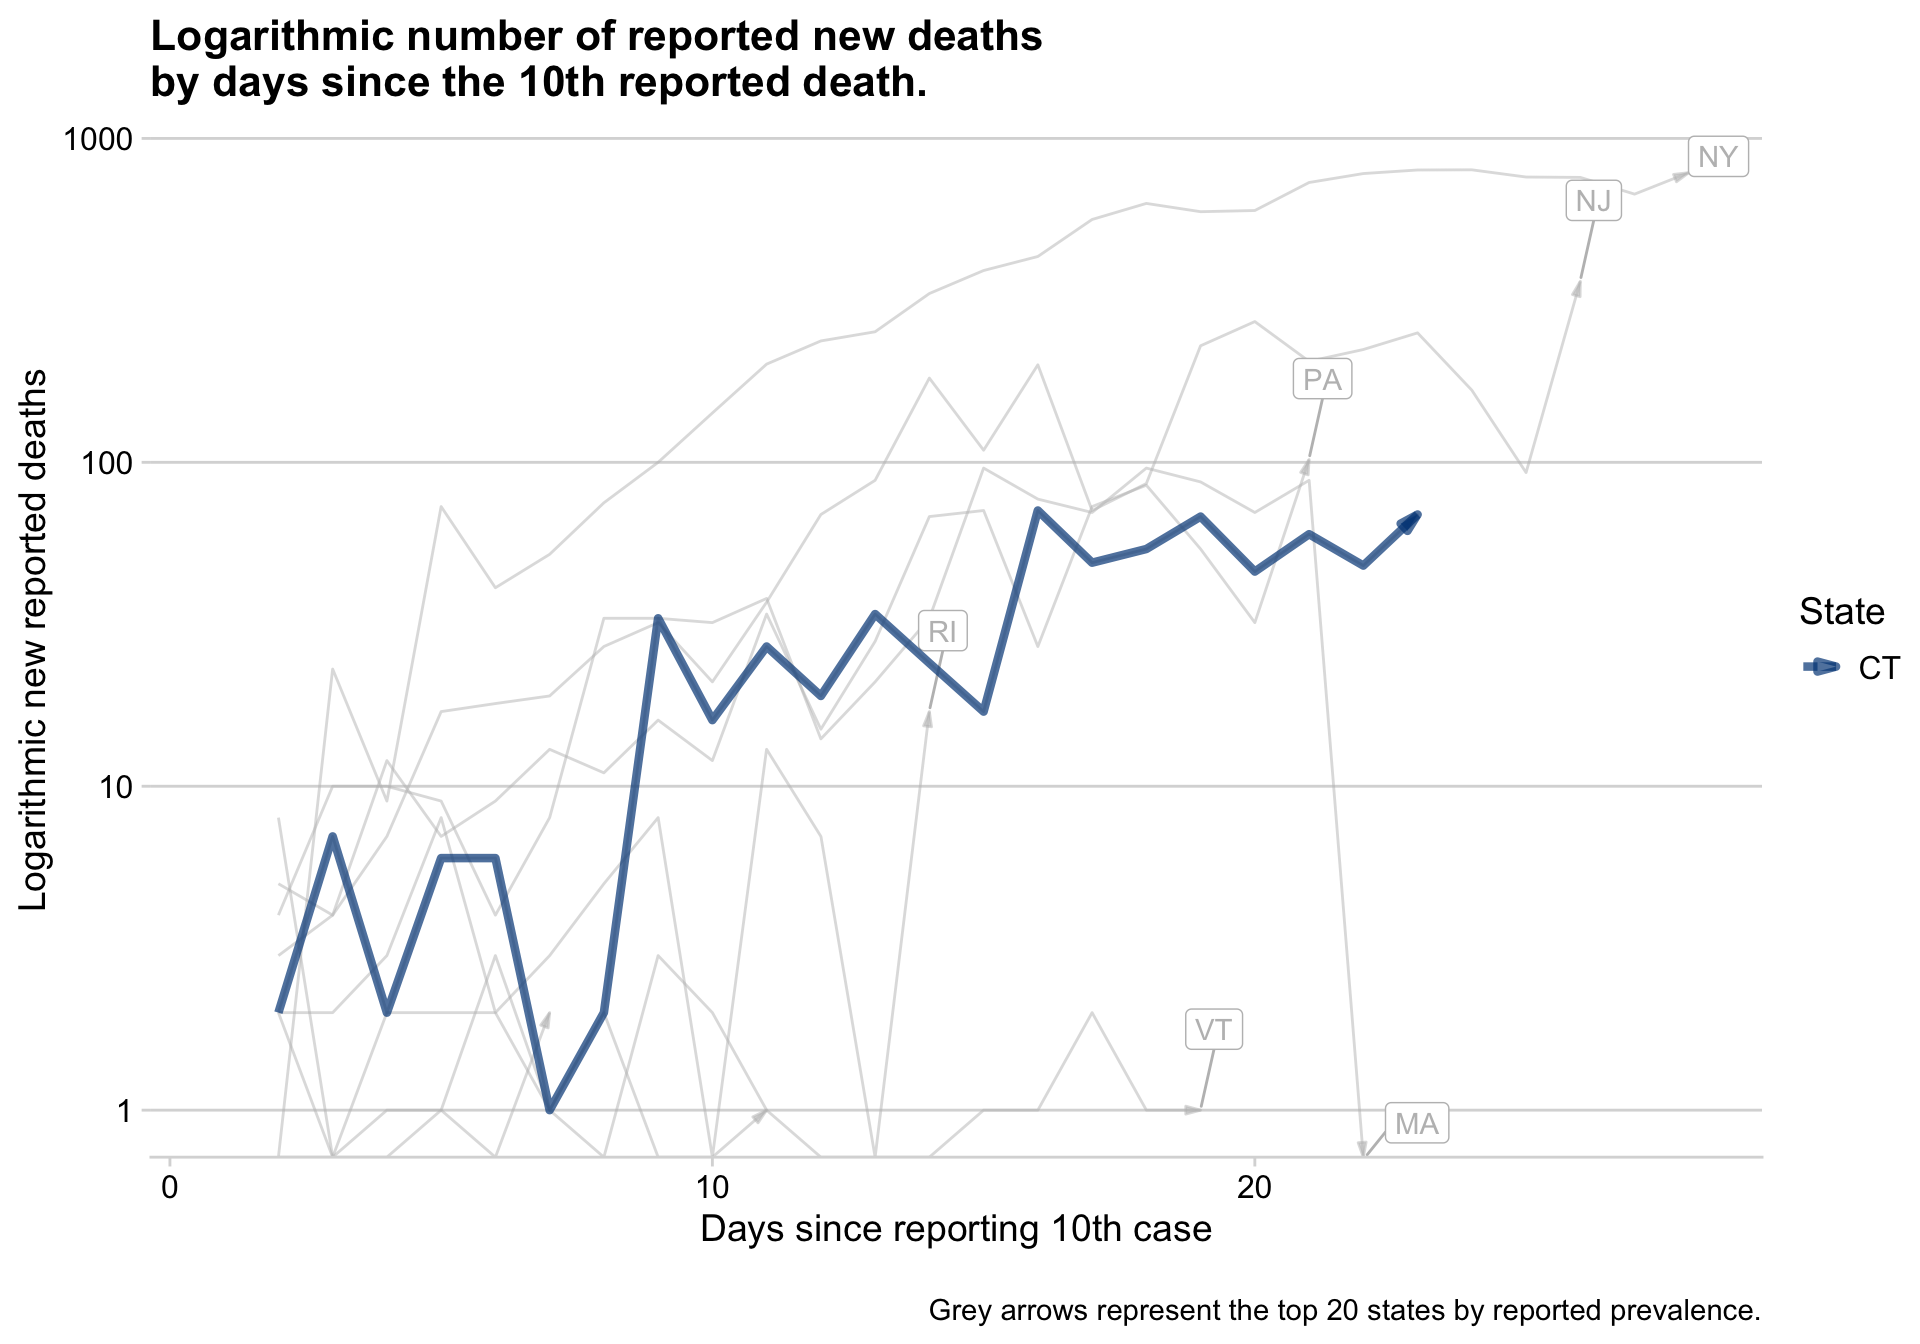 Logarithmic number of reported new deaths
by days since the 10th reported death.
1000
NY
NJ
PA
100
Logarithmic new reported deaths
RI
State
CT
10
VT
1
MA
0
10
20
Days since reporting 10th case
Grey arrows represent the top 20 states by reported prevalence.